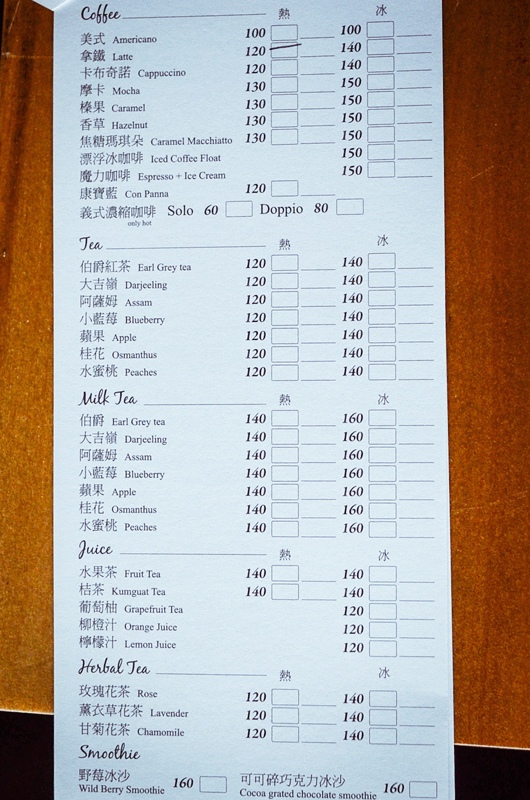 Coffee 熱 冰
美式 Americano 100 100
拿鐵 Latte 120 140
卡布奇諾 Cappuccino 120 140
摩卡 Mocha 130 150
榛果 Caramel 130 150
香草 Hazelnut 130 150
焦糖瑪琪朵 Caramel Macchiatto 130 150
漂浮冰咖啡 Iced Coffee Float 150
魔力咖啡 Espresso + Ice Cream 150
康寶藍 Con Panna 120
義式濃縮咖啡 Solo 60 Doppio 80
only hot
Tea 熱 冰
伯爵紅茶 Earl Grey tea 120 140
大吉嶺 Darjeeling 120 140
阿薩姆 Assam 120 140
小藍莓 Blueberry 120 140
蘋果 Apple 120 140
桂花 Osmanthus 120 140
水蜜桃 Peaches 120 140
Milk Tea 熱 冰
伯爵 Earl Grey tea 140 160
大吉嶺 Darjeeling 140 160
阿薩姆 Assam 140 160
小藍莓 Blueberry 140 160
蘋果 Apple 140 160
桂花 Osmanthus 140 160
水蜜桃 Peaches 140 160
Juice 熱 冰
水果茶 Fruit Tea 140 140
桔茶 Kumguat Tea 140 140
葡萄柚 Grapefruit Tea 120
柳橙汁 Orange Juice 120
檸檬汁 Lemon Juice 120
Herbal Tea 熱 冰
玫瑰花茶 Rose 120 140
薰衣草花茶 Lavender 120 140
甘菊花茶 Chamomile 120 140
Smoothie
野莓冰沙 160 可可碎巧克力冰沙 160
Wild Berry Smoothie Cocoa grated chocolate smoothie